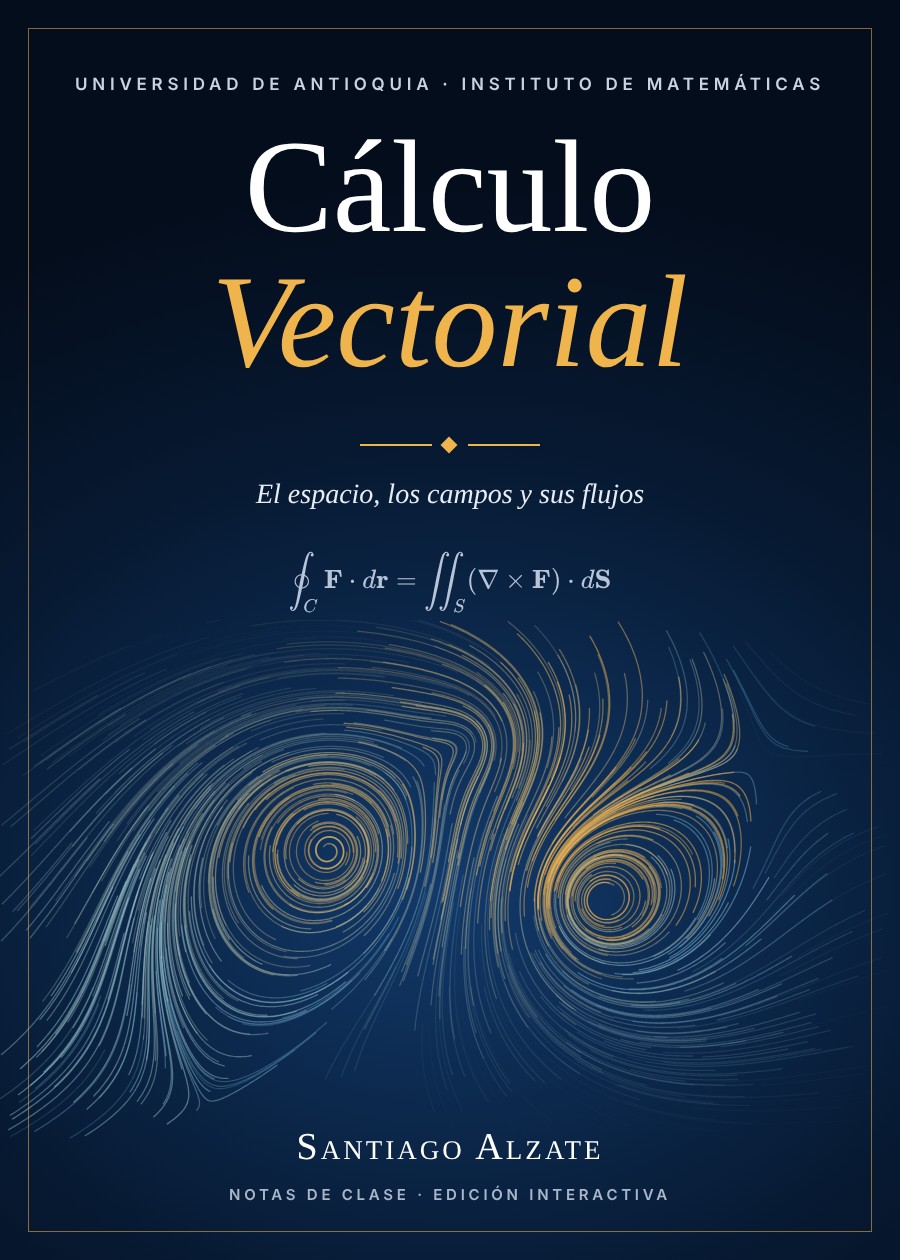 UNIVERSIDAD DE ANTIOQUIA · INSTITUTO DE MATEMÁTICAS
Cálculo
Vectorial
El espacio, los campos y sus flujos
∮_C F · dr = ∬_S (∇ × F) · dS
Santiago Alzate
NOTAS DE CLASE · EDICIÓN INTERACTIVA